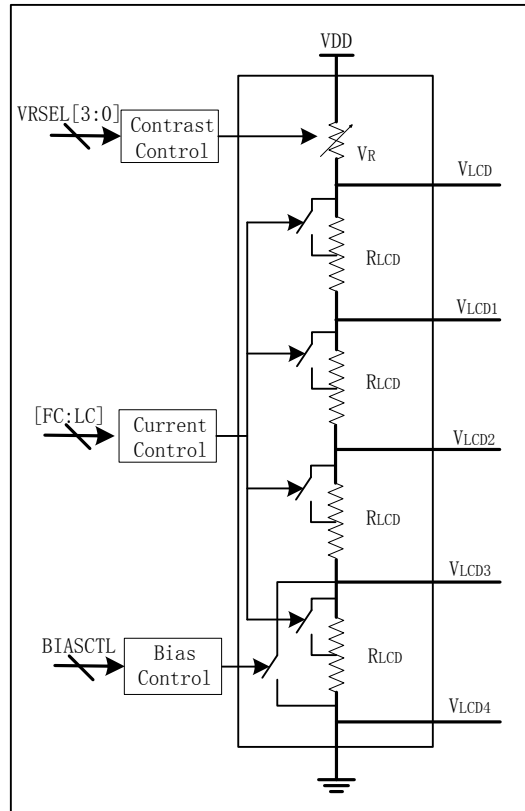 VDD
VRSEL[3:0]
Contrast
Control
VR
VLCD
RLCD
VLCD1
RLCD
[FC:LC]
Current
Control
VLCD2
RLCD
VLCD3
BIASCTL
Bias
Control
RLCD
VLCD4